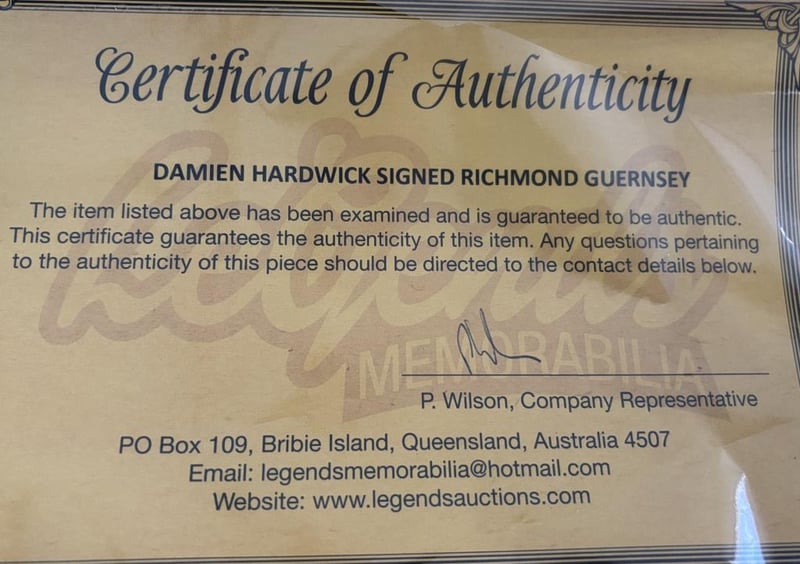 Certificate of Authenticity
DAMIEN HARDWICK SIGNED RICHMOND GUERNSEY
The item listed above has been examined and is guaranteed to be authentic.
This certificate guarantees the authenticity of this item. Any questions pertaining
to the authenticity of this piece should be directed to the contact details below.
Legends
MEMORABILIA
P. Wilson, Company Representative
PO Box 109, Bribie Island, Queensland, Australia 4507
Email: legendsmemorabilia@hotmail.com
Website: www.legendsauctions.com